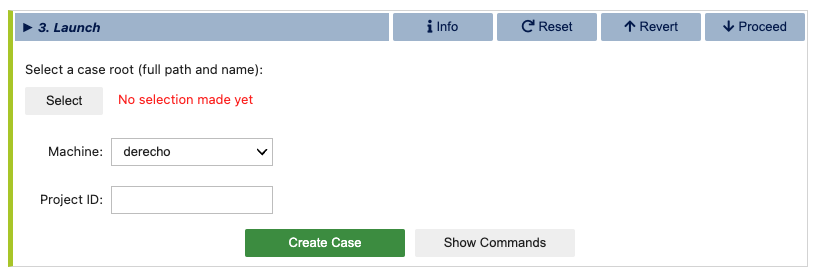 ► 3. Launch
Info
Reset
Revert
Proceed
Select a case root (full path and name):
Select
No selection made yet
Machine:
derecho
Project ID:
Create Case
Show Commands